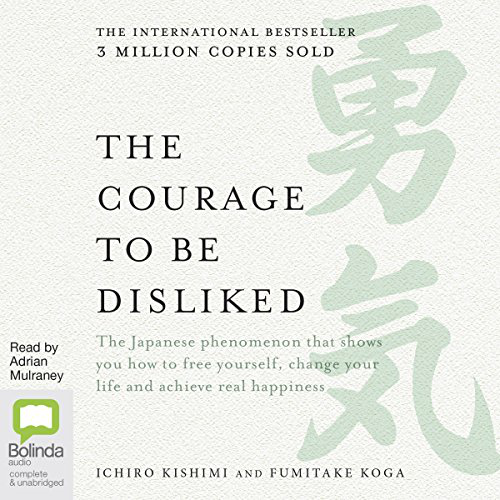 THE INTERNATIONAL BESTSELLER
3 MILLION COPIES SOLD
勇
気
THE
COURAGE
TO BE
DISLIKED
The Japanese phenomenon that shows
you how to free yourself, change your
life and achieve real happiness
Read by
Adrian
Mulraney
Bolinda
audio
complete
& unabridged
ICHIRO KISHIMI AND FUMITAKE KOGA